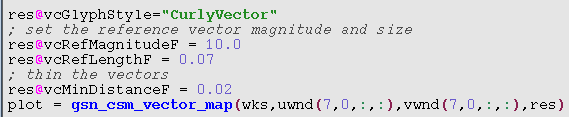 res@vcGlyphStyle="CurlyVector"
; set the reference vector magnitude and size
res@vcRefMagnitudeF = 10.0
res@vcRefLengthF = 0.07
; thin the vectors
res@vcMinDistanceF = 0.02
plot = gsn_csm_vector_map(wks,uwnd(7,0,:,:),vwnd(7,0,:,:),res)